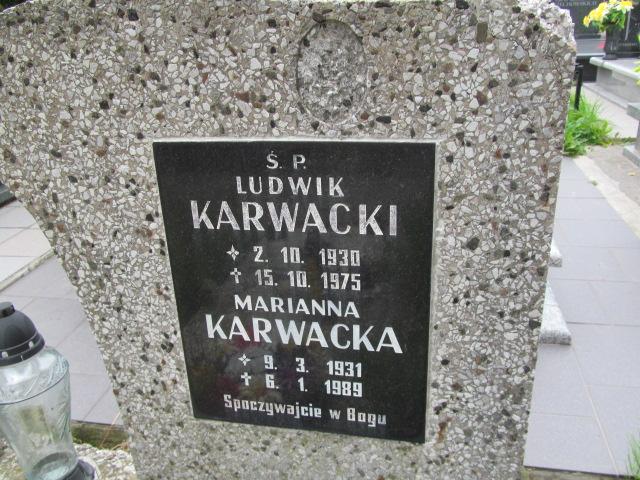 Ś. P.
LUDWIK
KARWACKI
✧ 2. 10. 1930
✝ 15. 10. 1975
MARIANNA
KARWACKA
✧ 9. 3. 1931
✝ 6. 1. 1989
Spoczywajcie w Bogu